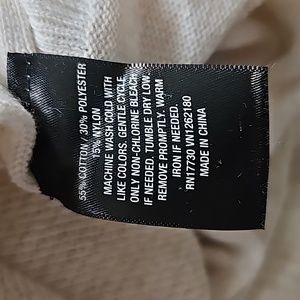 55% COTTON 30% POLYESTER
15% NYLON
MACHINE WASH COLD WITH
LIKE COLORS. GENTLE CYCLE.
ONLY NON-CHLORINE BLEACH
IF NEEDED. TUMBLE DRY LOW.
REMOVE PROMPTLY. WARM
IRON IF NEEDED.
RN17730 VN1262180
MADE IN CHINA